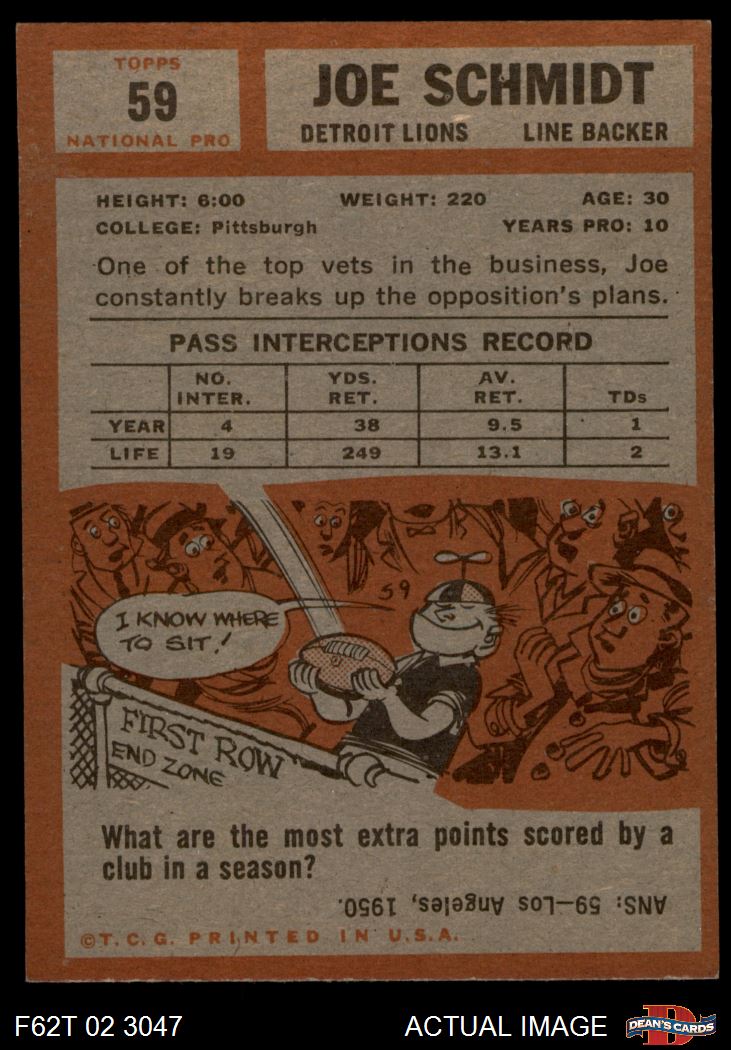 TOPPS
59
NATIONAL PRO
JOE SCHMIDT
DETROIT LIONS LINE BACKER
HEIGHT: 6:00 WEIGHT: 220 AGE: 30
COLLEGE: Pittsburgh YEARS PRO: 10
One of the top vets in the business, Joe
constantly breaks up the opposition's plans.
PASS INTERCEPTIONS RECORD
NO. INTER. YDS. RET. AV. RET. TDs
YEAR 4 38 9.5 1
LIFE 19 249 13.1 2
59
I KNOW WHERE
TO SIT!
FIRST ROW
END ZONE
What are the most extra points scored by a
club in a season?
ANS: 59—Los Angeles, 1950.
©T. C. G. PRINTED IN U.S.A.
F62T 02 3047 ACTUAL IMAGE DEAN'S CARDS